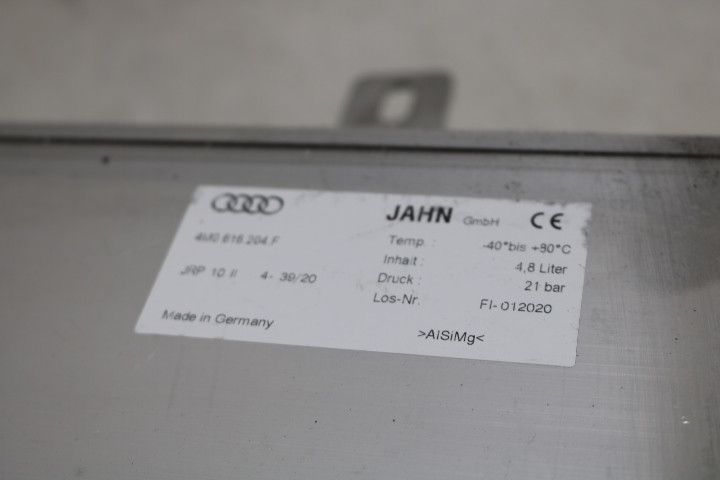 JAHN GmbH CE
4M0 616 204 F
Temp.: -40°bis +80°C
Inhalt: 4,8 Liter
JRP 10 II 4- 39/20
Druck: 21 bar
Los-Nr. FI- 012020
Made in Germany
>AlSiMg<